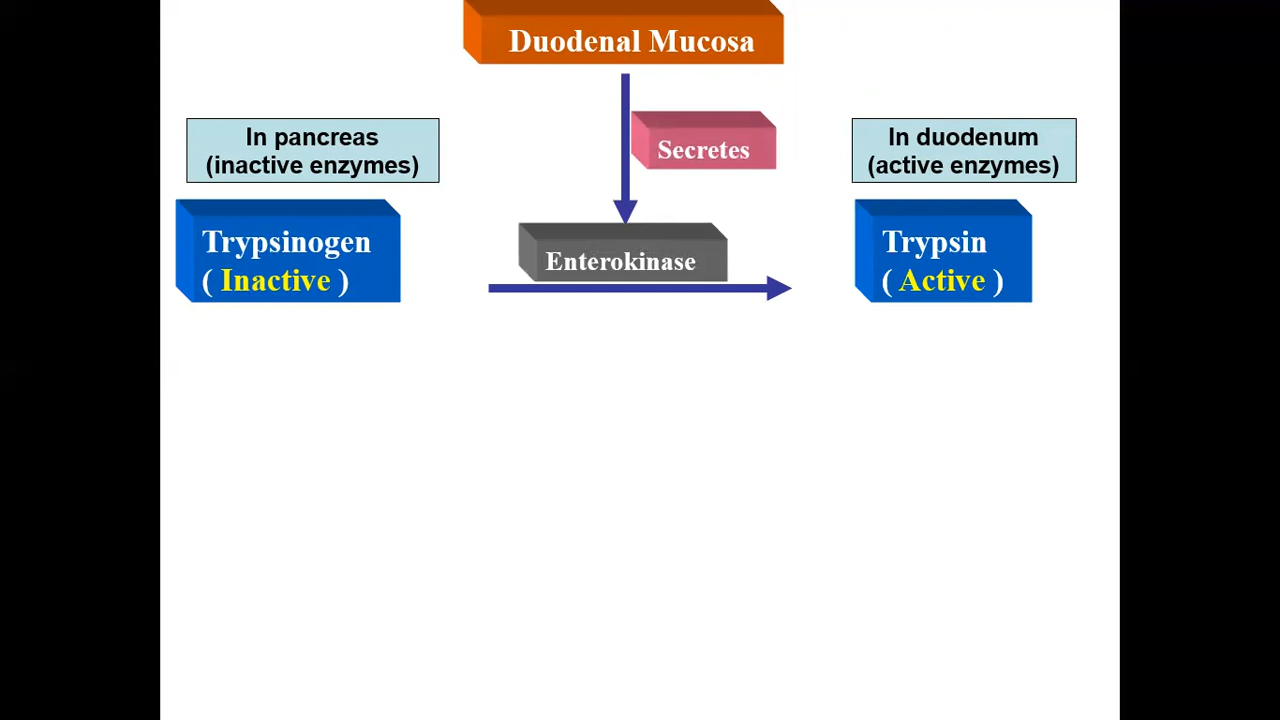 Duodenal Mucosa
Secretes
In pancreas
(inactive enzymes)
In duodenum
(active enzymes)
Trypsinogen
( Inactive )
Enterokinase
Trypsin
( Active )